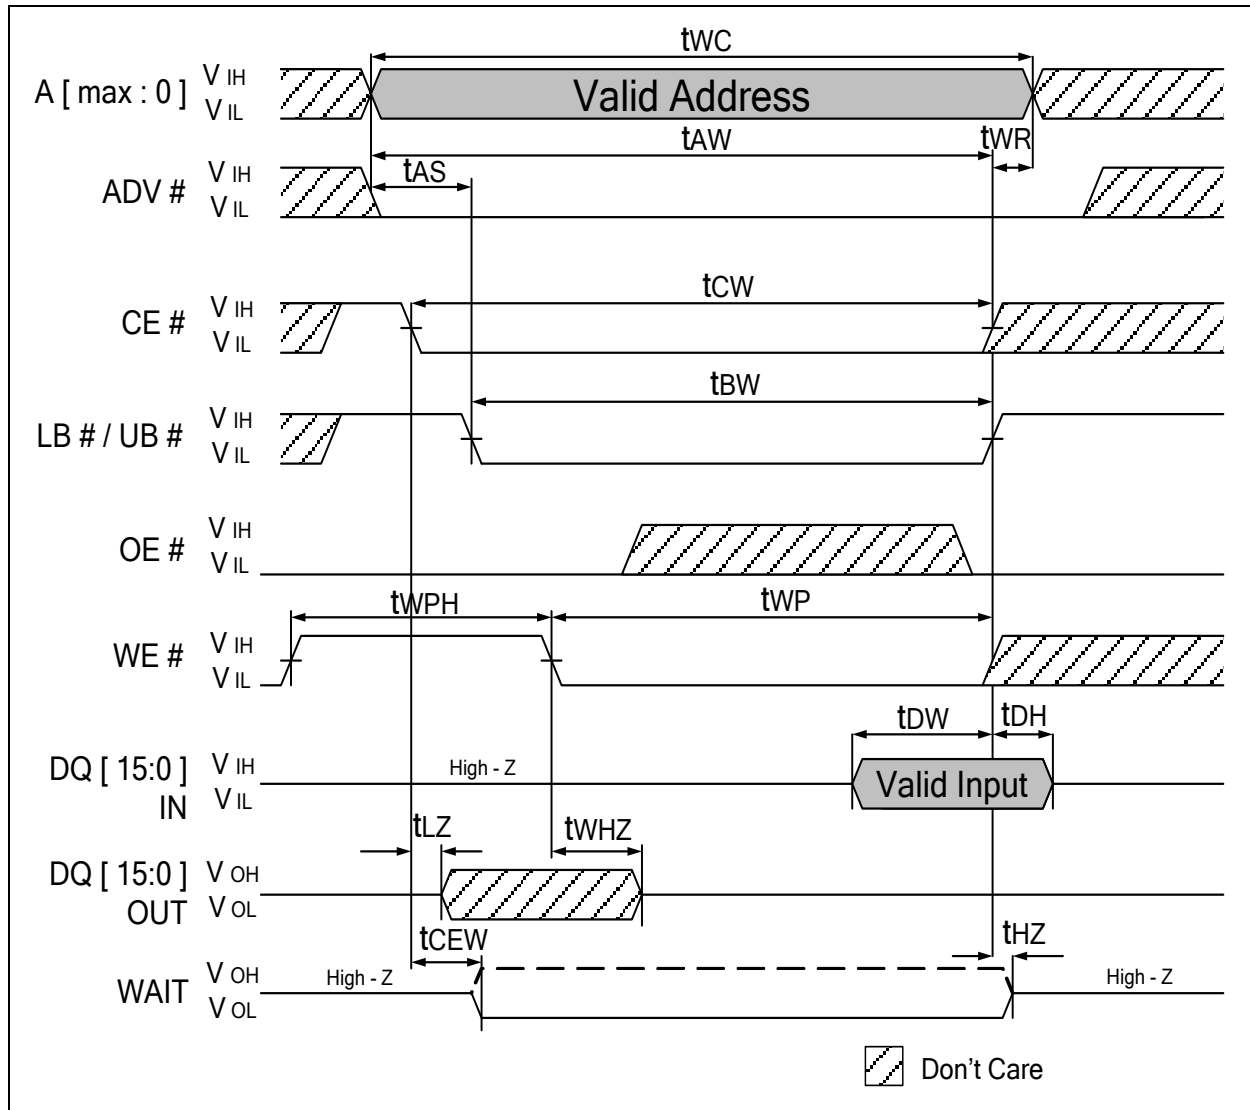 tWC
A [ max : 0 ] V IH
V IL
Valid Address
tAW
tWR
tAS
ADV # V IH
V IL
tCW
CE # V IH
V IL
tBW
LB # / UB # V IH
V IL
OE # V IH
V IL
tWPH
tWP
WE # V IH
V IL
tDW
tDH
DQ [ 15:0 ] IN V IH
V IL
High - Z
Valid Input
tLZ
tWHZ
DQ [ 15:0 ] OUT V OH
V OL
tCEW
tHZ
WAIT V OH
V OL
High - Z
High - Z
Don't Care